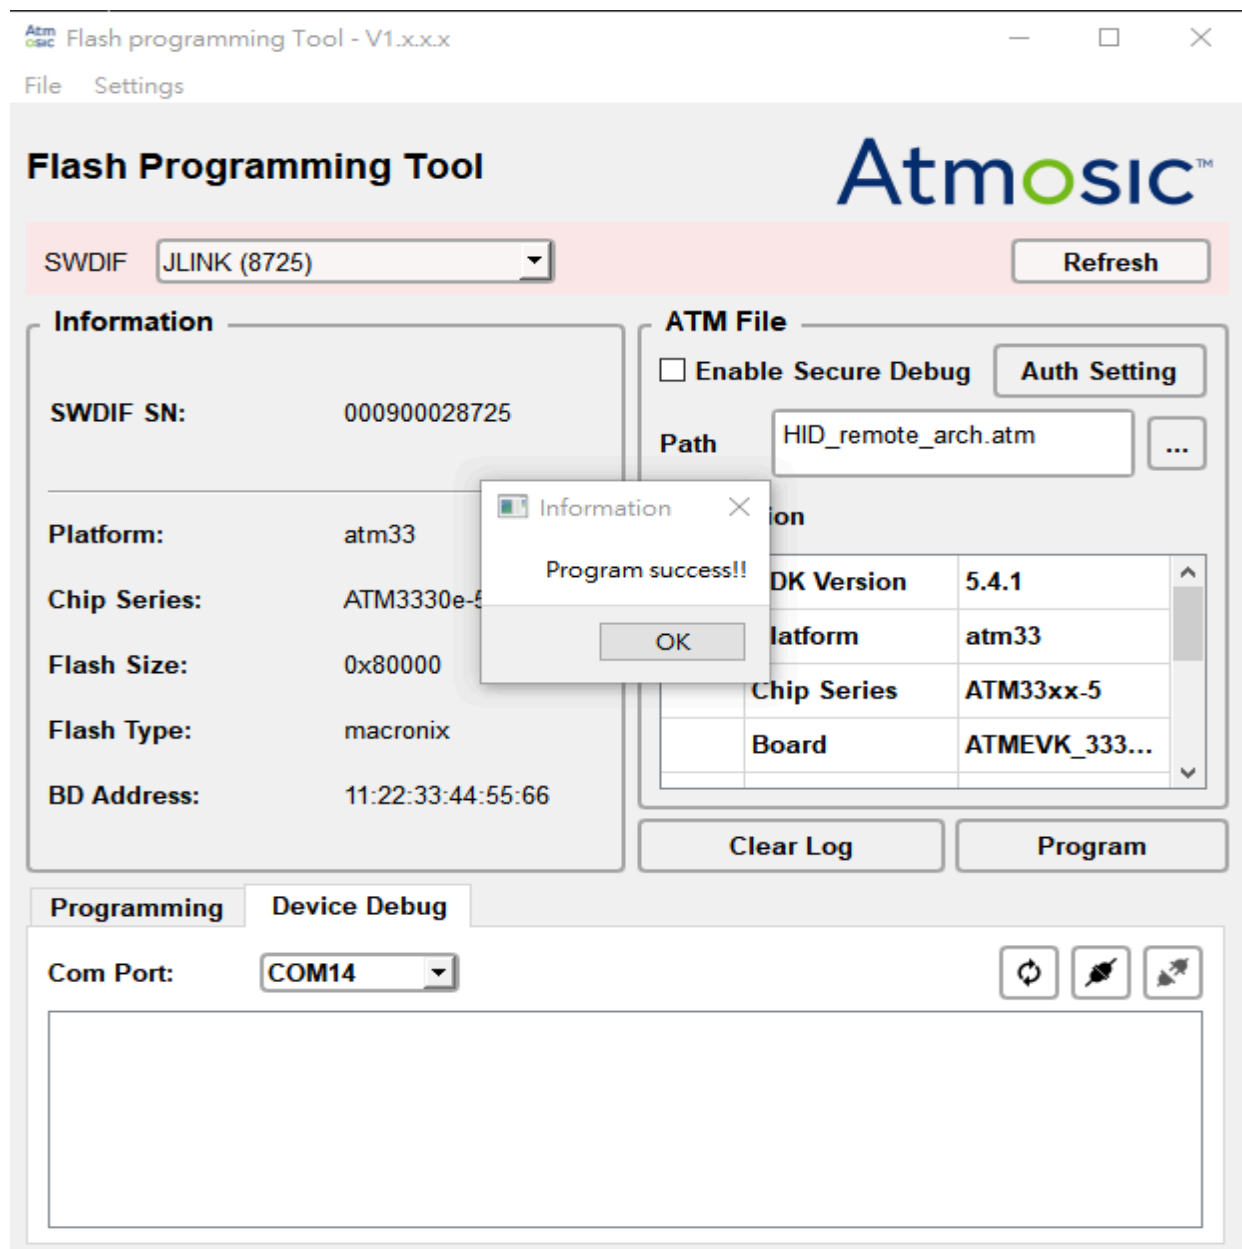 Atmosic Flash programming Tool - V1.x.x.x
File Settings
Flash Programming Tool
Atmosic™
SWDIF JLINK (8725) Refresh
Information
SWDIF SN: 000900028725
Platform: atm33
Chip Series: ATM3330e-5
Flash Size: 0x80000
Flash Type: macronix
BD Address: 11:22:33:44:55:66
ATM File
Enable Secure Debug Auth Setting
Path HID_remote_arch.atm ...
ion
DK Version 5.4.1
latform atm33
Chip Series ATM33xx-5
Board ATMEVK_333...
Information
Program success!!
OK
Clear Log Program
Programming Device Debug
Com Port: COM14